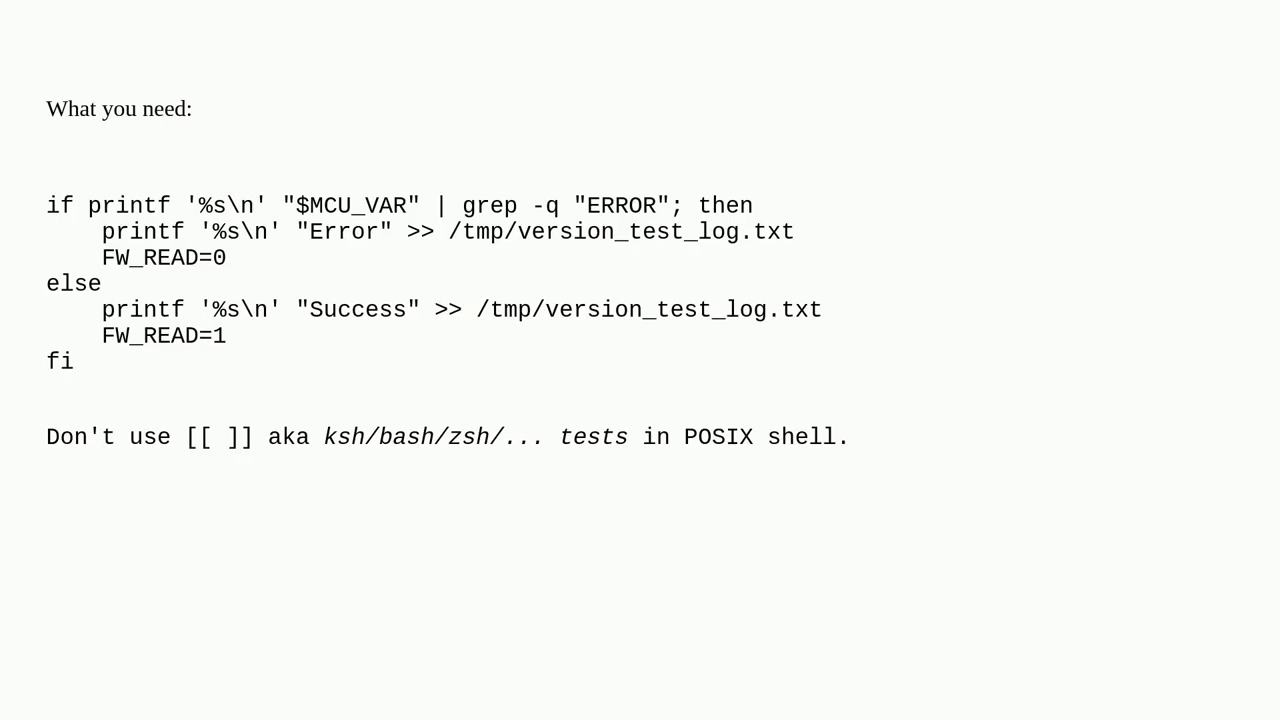 What you need:
if printf '%s\n' "$MCU_VAR" | grep -q "ERROR"; then
    printf '%s\n' "Error" >> /tmp/version_test_log.txt
    FW_READ=0
else
    printf '%s\n' "Success" >> /tmp/version_test_log.txt
    FW_READ=1
fi
Don't use [[ ]] aka ksh/bash/zsh/... tests in POSIX shell.